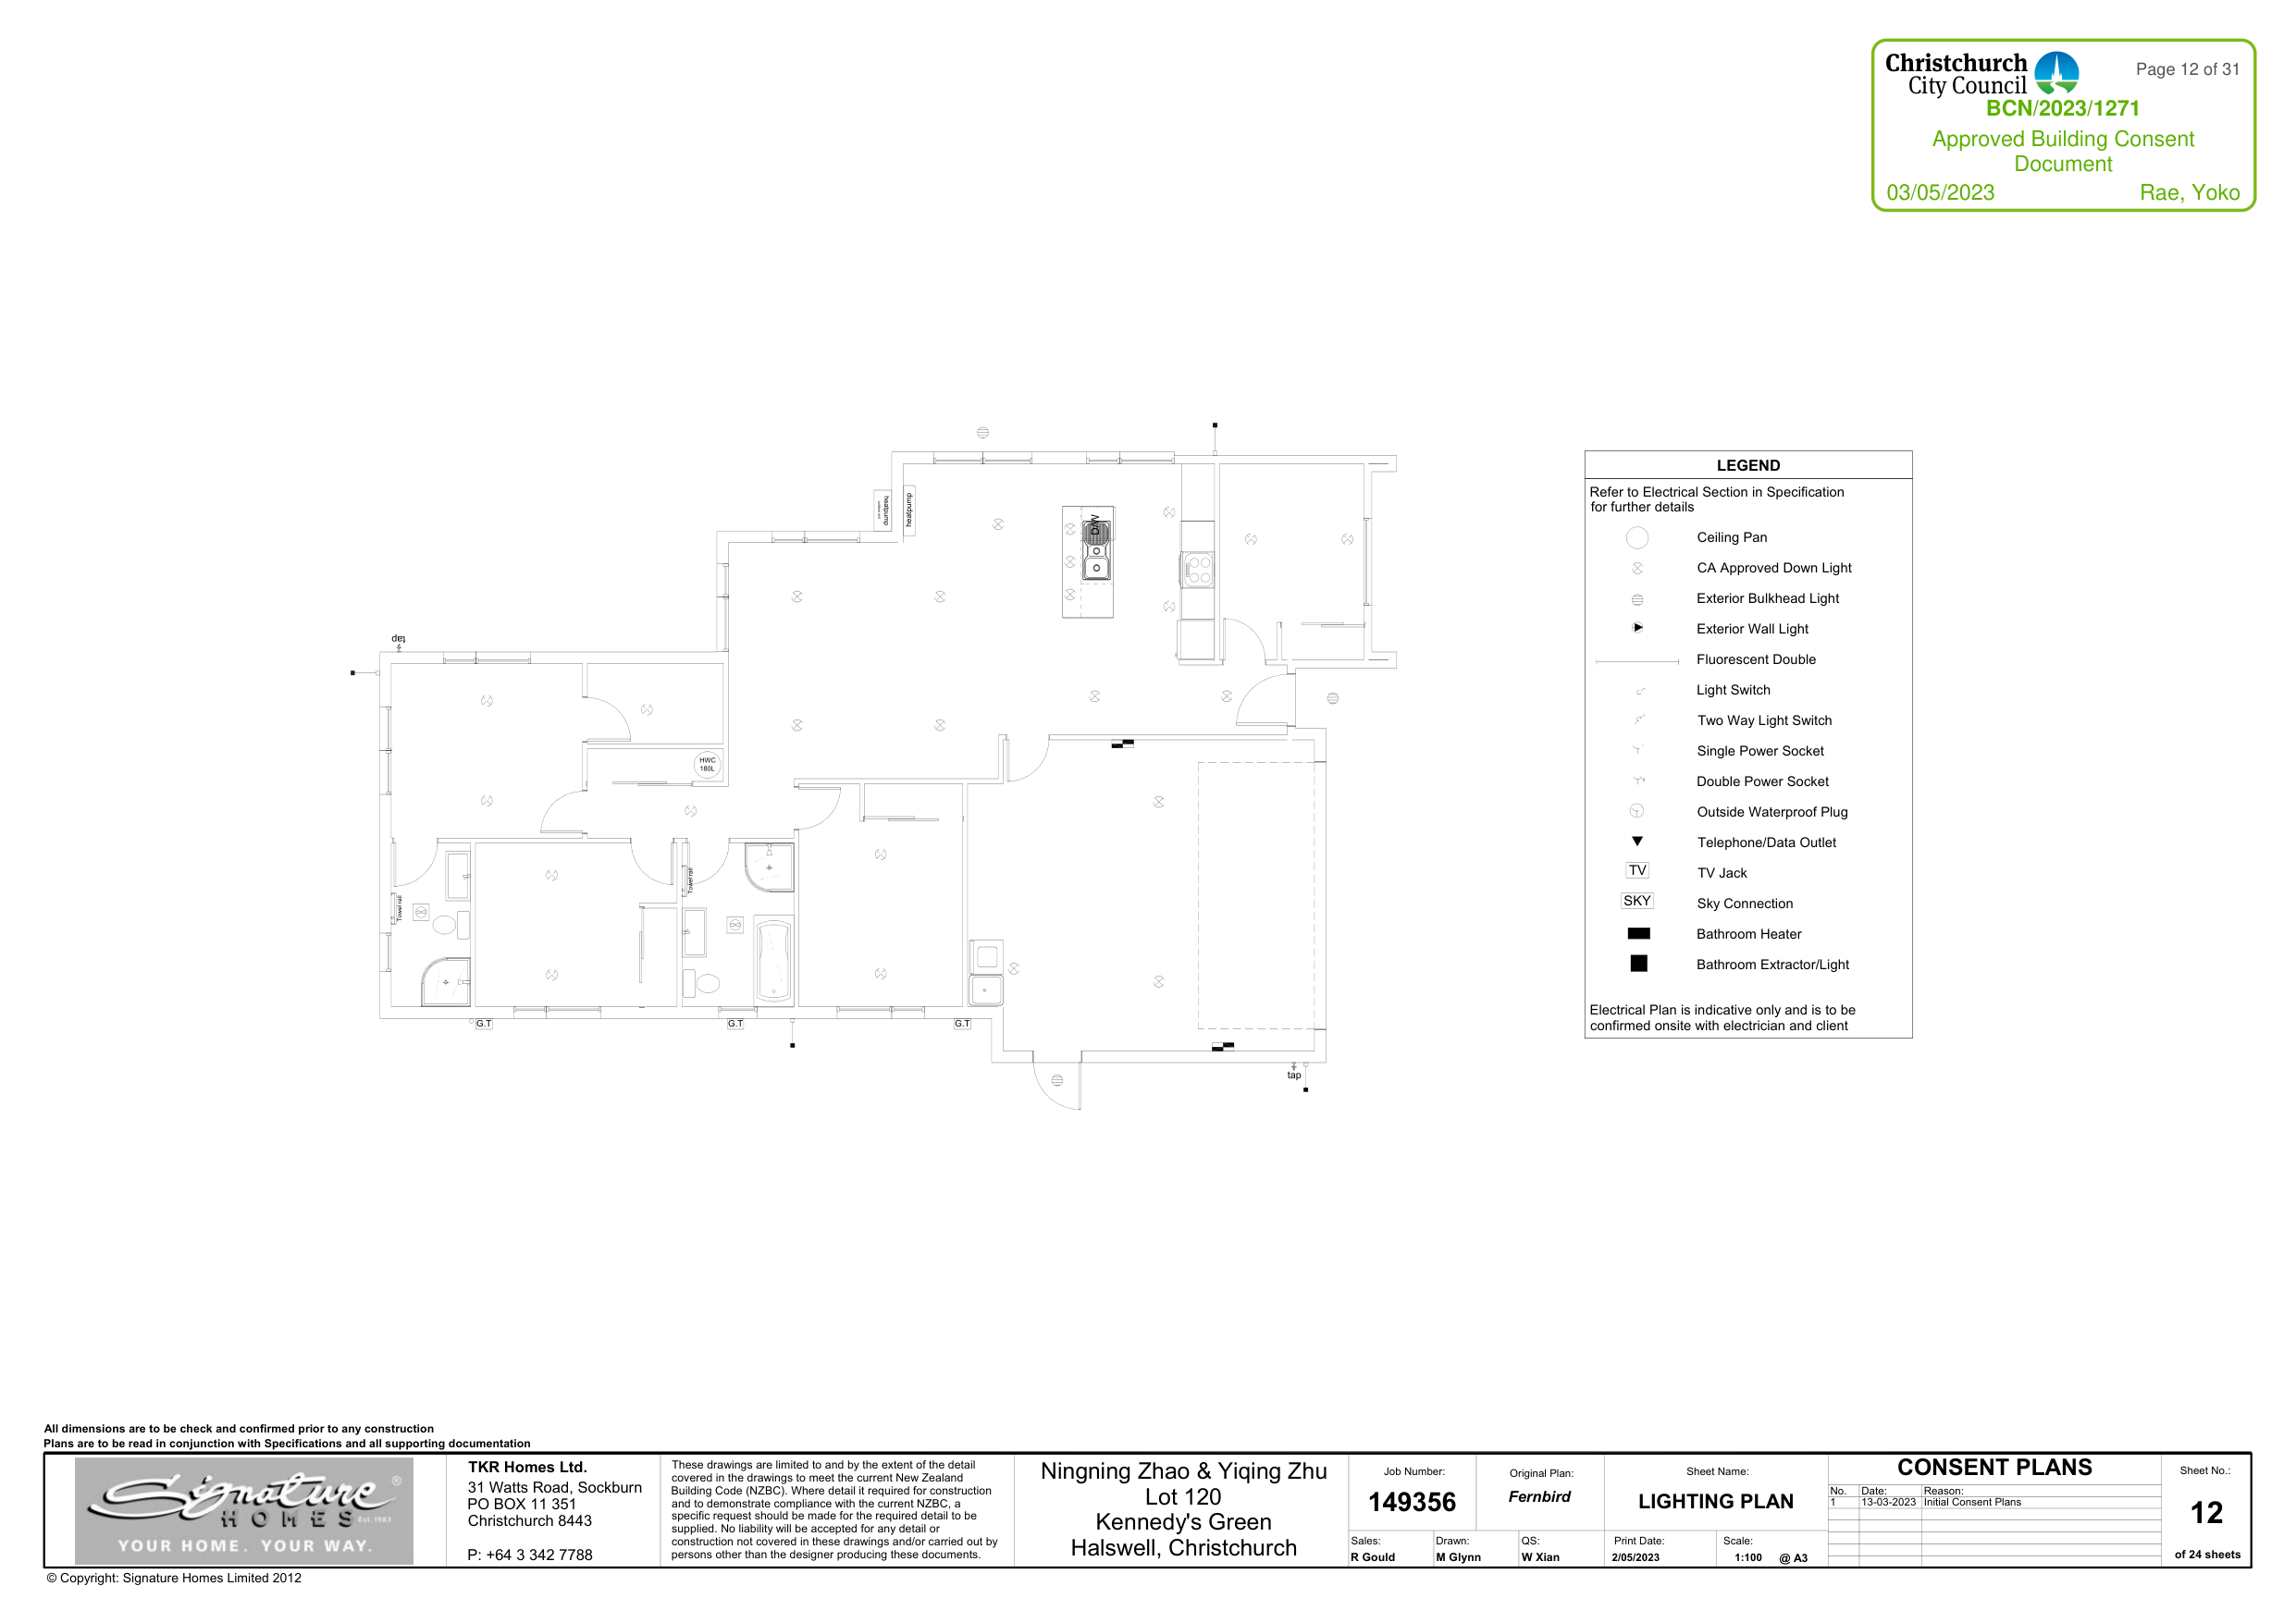 Christchurch
City Council
Page 12 of 31
BCN/2023/1271
Approved Building Consent
Document
03/05/2023 Rae, Yoko
heatpump
heatpump
D/W
tap
HWC
180L
Towel rail
Towel rail
G.T
G.T
G.T
tap
LEGEND
Refer to Electrical Section in Specification
for further details
Ceiling Pan
CA Approved Down Light
Exterior Bulkhead Light
Exterior Wall Light
Fluorescent Double
Light Switch
Two Way Light Switch
Single Power Socket
Double Power Socket
Outside Waterproof Plug
Telephone/Data Outlet
TV TV Jack
SKY Sky Connection
Bathroom Heater
Bathroom Extractor/Light
Electrical Plan is indicative only and is to be
confirmed onsite with electrician and client
All dimensions are to be check and confirmed prior to any construction
Plans are to be read in conjunction with Specifications and all supporting documentation
Signature ®
HOMES Est. 1983
YOUR HOME. YOUR WAY.
TKR Homes Ltd.
31 Watts Road, Sockburn
PO BOX 11 351
Christchurch 8443
P: +64 3 342 7788
These drawings are limited to and by the extent of the detail
covered in the drawings to meet the current New Zealand
Building Code (NZBC). Where detail it required for construction
and to demonstrate compliance with the current NZBC, a
specific request should be made for the required detail to be
supplied. No liability will be accepted for any detail or
construction not covered in these drawings and/or carried out by
persons other than the designer producing these documents.
Ningning Zhao & Yiqing Zhu
Lot 120
Kennedy's Green
Halswell, Christchurch
Job Number:
149356
Original Plan:
Fernbird
Sheet Name:
LIGHTING PLAN
Sales:
R Gould
Drawn:
M Glynn
QS:
W Xian
Print Date:
2/05/2023
Scale:
1:100 @ A3
CONSENT PLANS
No. Date: Reason:
1 13-03-2023 Initial Consent Plans
Sheet No.:
12
of 24 sheets
© Copyright: Signature Homes Limited 2012